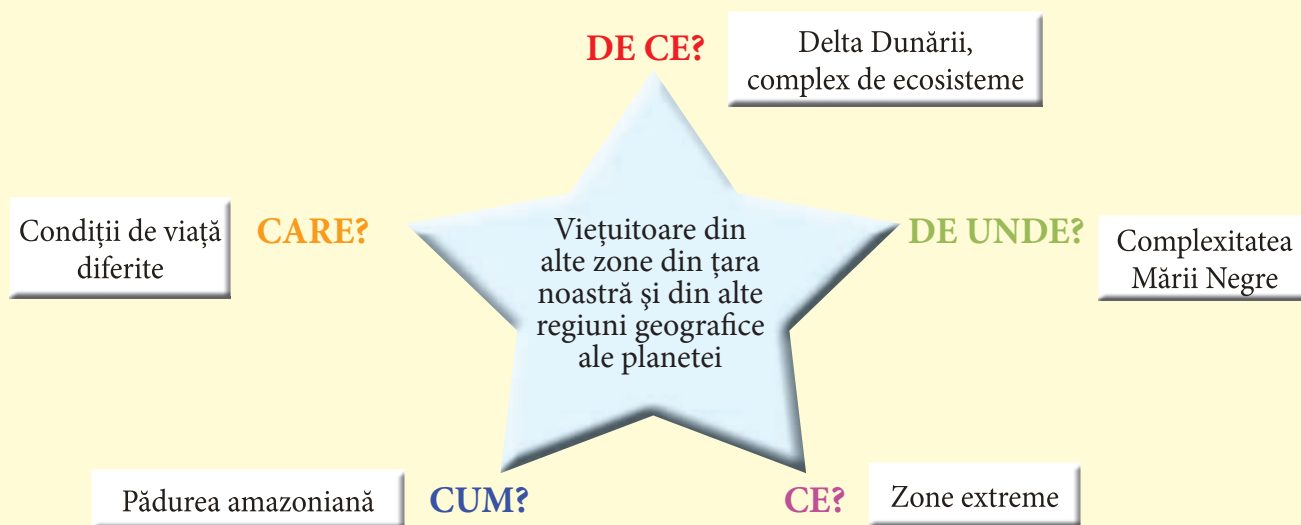 DE CE?
Delta Dunării,
complex de ecosisteme
Condiții de viață
diferite
CARE?
Viețuitoare din
alte zone din țara
noastră și din alte
regiuni geografice
ale planetei
DE UNDE?
Complexitatea
Mării Negre
Pădurea amazoniană
CUM?
CE?
Zone extreme